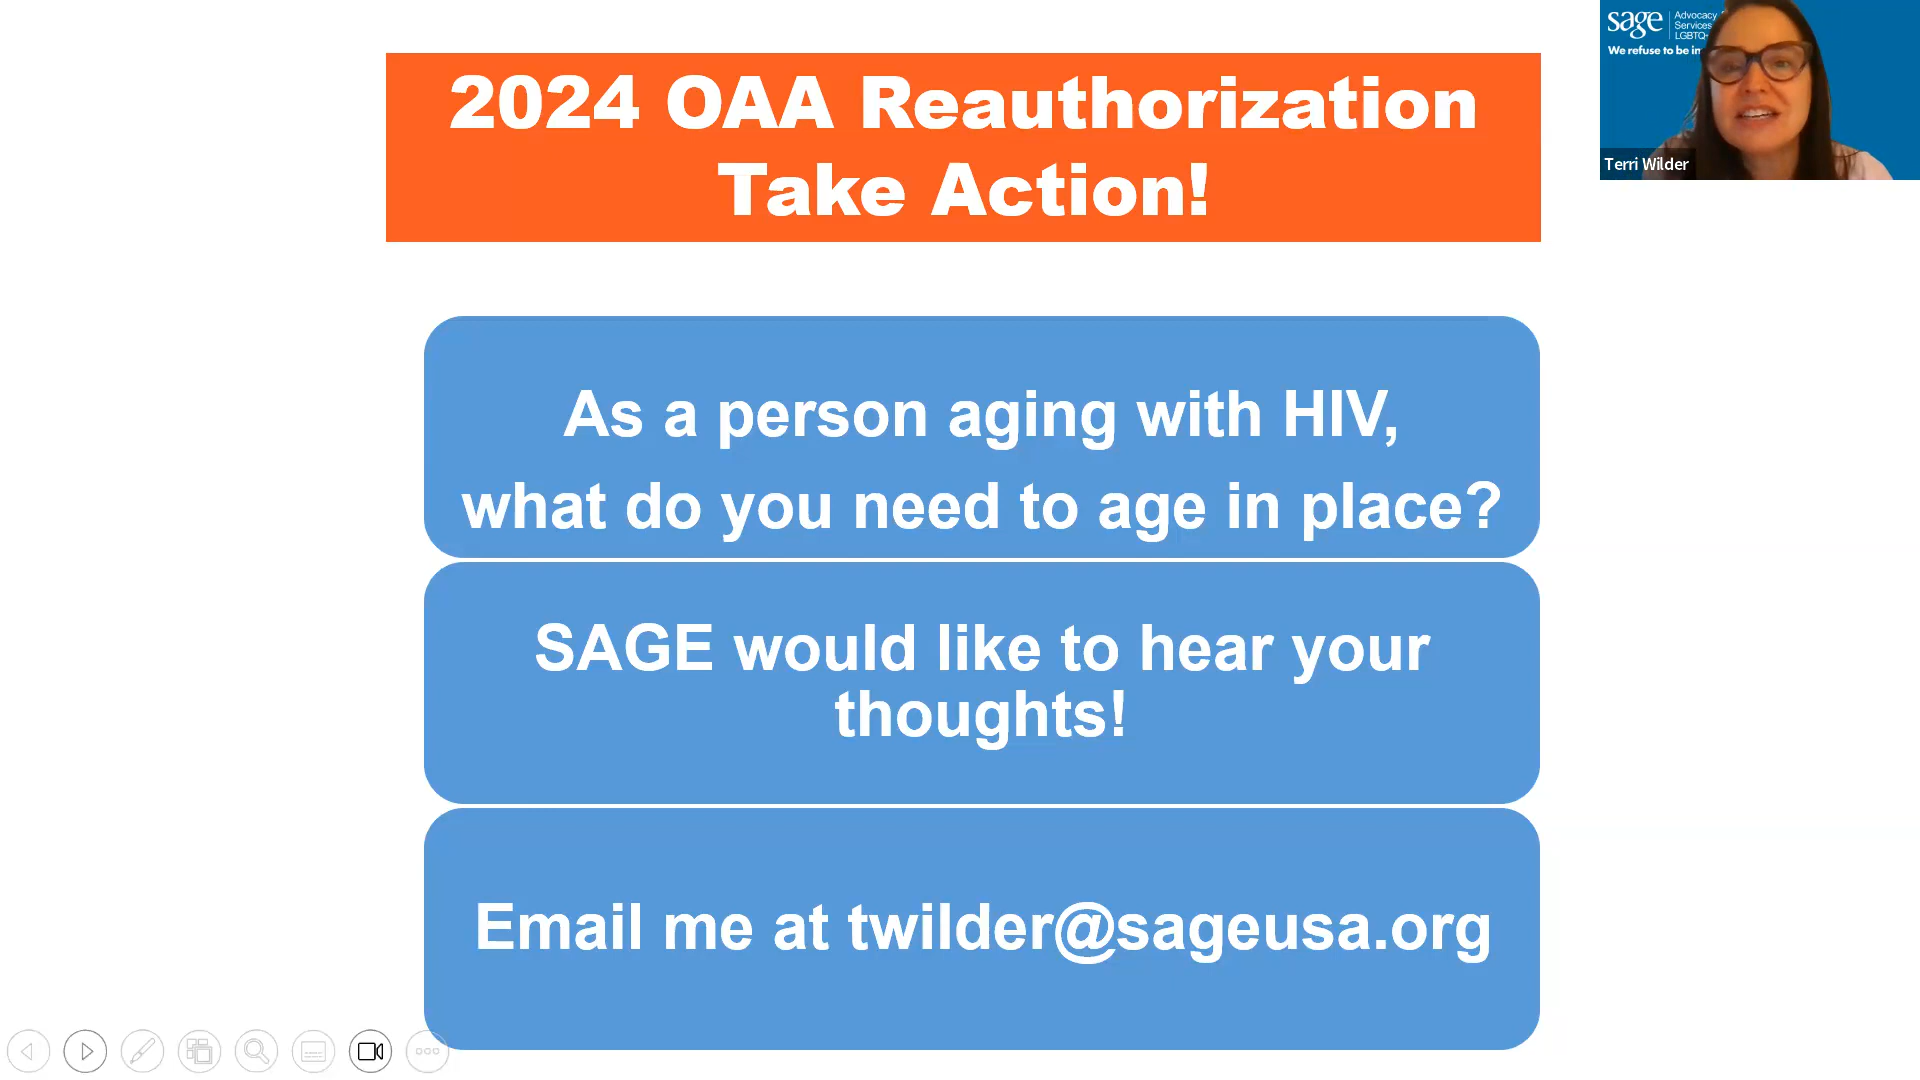 2024 OAA Reauthorization
Take Action!
As a person aging with HIV,
what do you need to age in place?
SAGE would like to hear your
thoughts!
Email me at twilder@sageusa.org
sage
Advocacy
Services
LGBTQ+
We refuse to be in
Terri Wilder